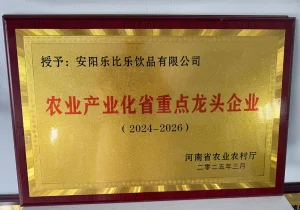 授予：安阳乐比乐饮品有限公司
农业产业化省重点龙头企业
（2024-2026）
河南省农业农村厅
二〇二五年三月